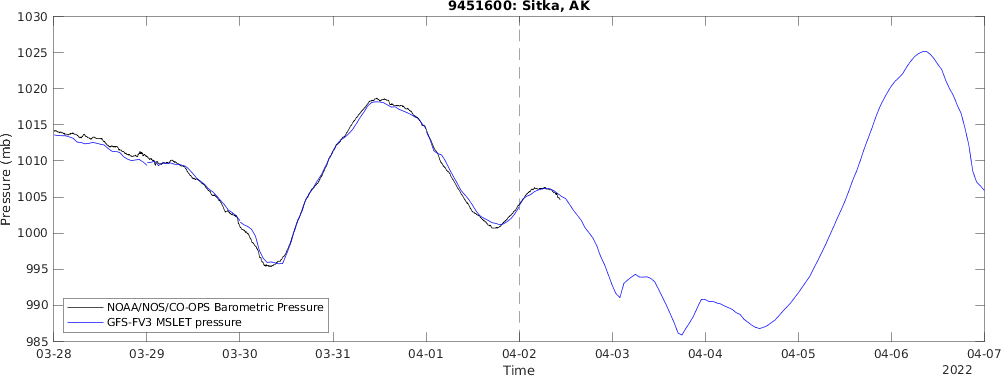 9451600: Sitka, AK
Pressure (mb)
1030
1025
1020
1015
1010
1005
1000
995
990
985
NOAA/NOS/CO-OPS Barometric Pressure
GFS-FV3 MSLET pressure
03-28 03-29 03-30 03-31 04-01 04-02 04-03 04-04 04-05 04-06 04-07
Time
2022